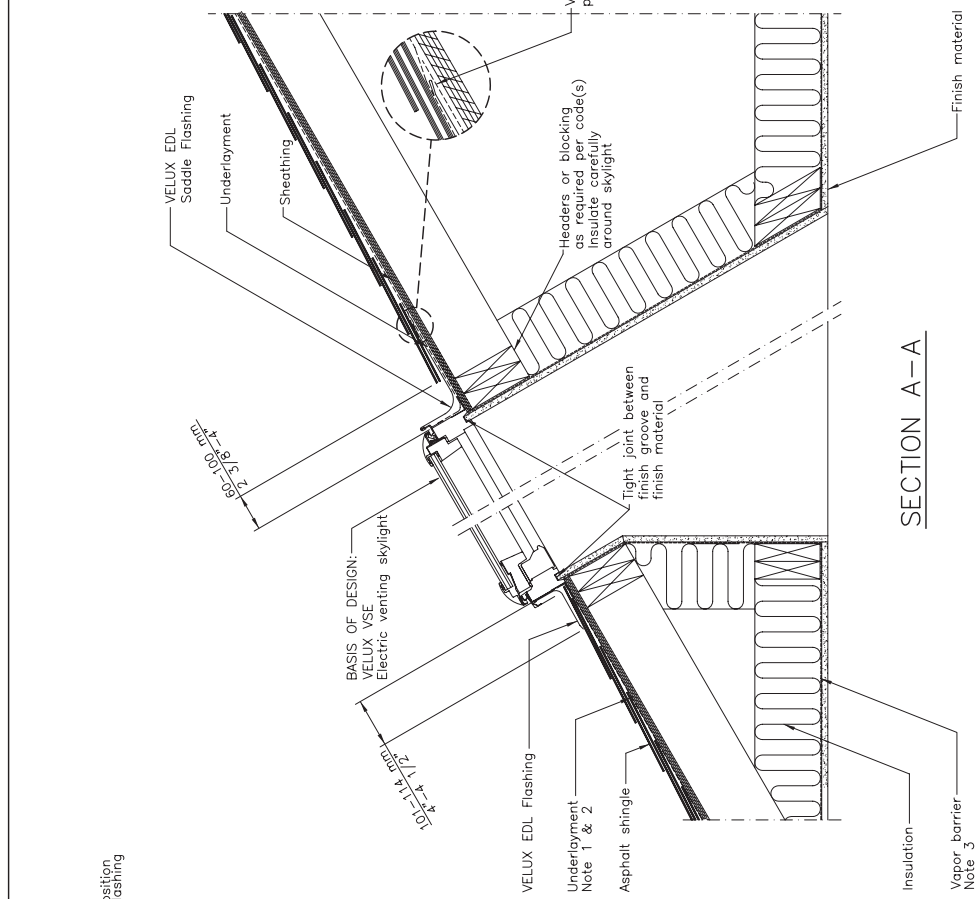 VELUX EDL
Saddle Flashing
Underlayment
Sheathing
60-100 mm
2 3/8"-4"
Headers or blocking
as required per code(s)
Insulate carefully
around skylight
Finish material
BASIS OF DESIGN:
VELUX VSE
Electric venting skylight
Tight joint between
finish groove and
finish material
101-114 mm
4"-4 1/2"
VELUX EDL Flashing
Underlayment
Note 1 & 2
Asphalt shingle
Insulation
Vapor barrier
Note 3
SECTION A-A